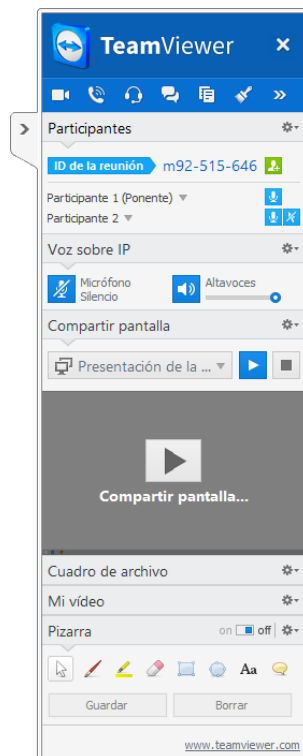 TeamViewer
Participantes
ID de la reunión m92-515-646
Participante 1 (Ponente)
Participante 2
Voz sobre IP
Micrófono
Silencio
Altavoces
Compartir pantalla
Presentación de la ...
Compartir pantalla...
Cuadro de archivo
Mi vídeo
Pizarra on off
Aa
Guardar Borrar
www.teamviewer.com